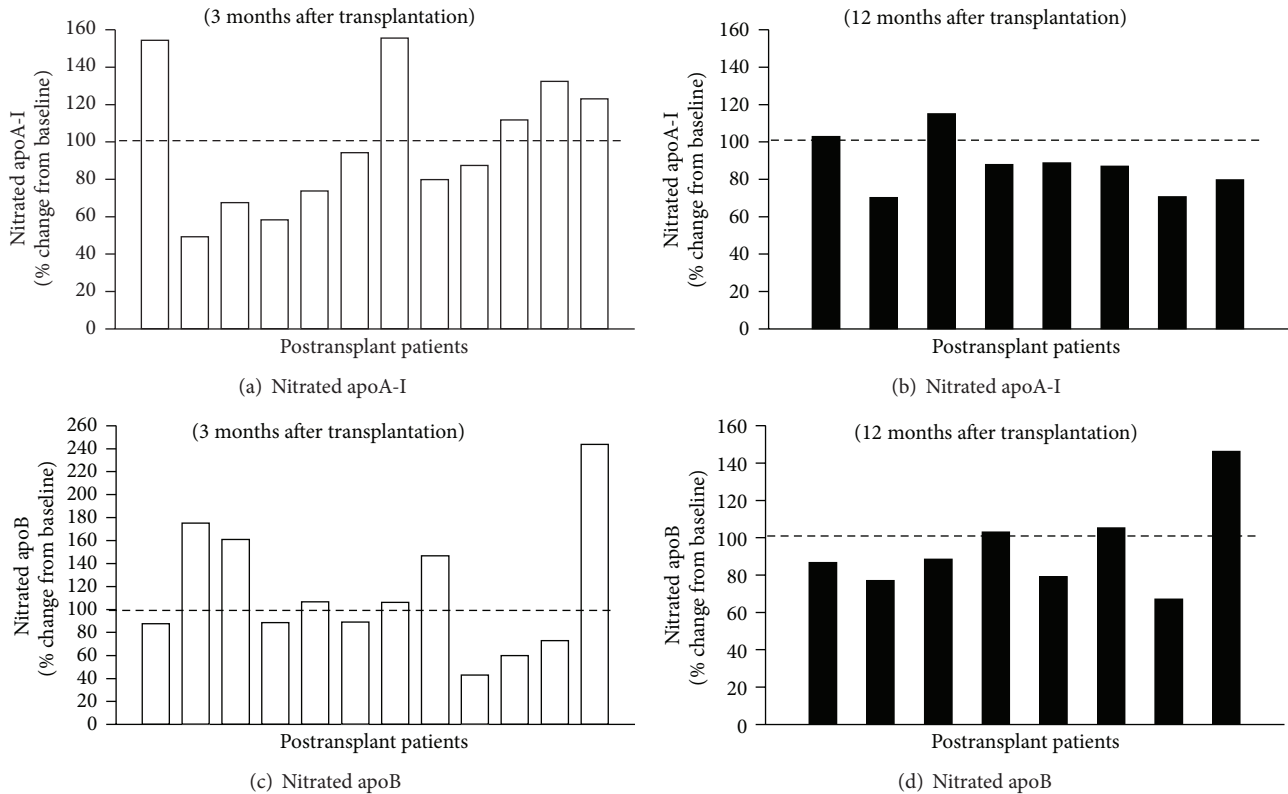 (3 months after transplantation)
Nitrated apoA-I
(% change from baseline)
160
140
120
100
80
60
40
20
0
Postransplant patients
(a) Nitrated apoA-I
(12 months after transplantation)
Nitrated apoA-I
(% change from baseline)
160
140
120
100
80
60
40
20
0
Postransplant patients
(b) Nitrated apoA-I
(3 months after transplantation)
Nitrated apoB
(% change from baseline)
260
240
220
200
180
160
140
120
100
80
60
40
20
0
Postransplant patients
(c) Nitrated apoB
(12 months after transplantation)
Nitrated apoB
(% change from baseline)
160
140
120
100
80
60
40
20
0
Postransplant patients
(d) Nitrated apoB